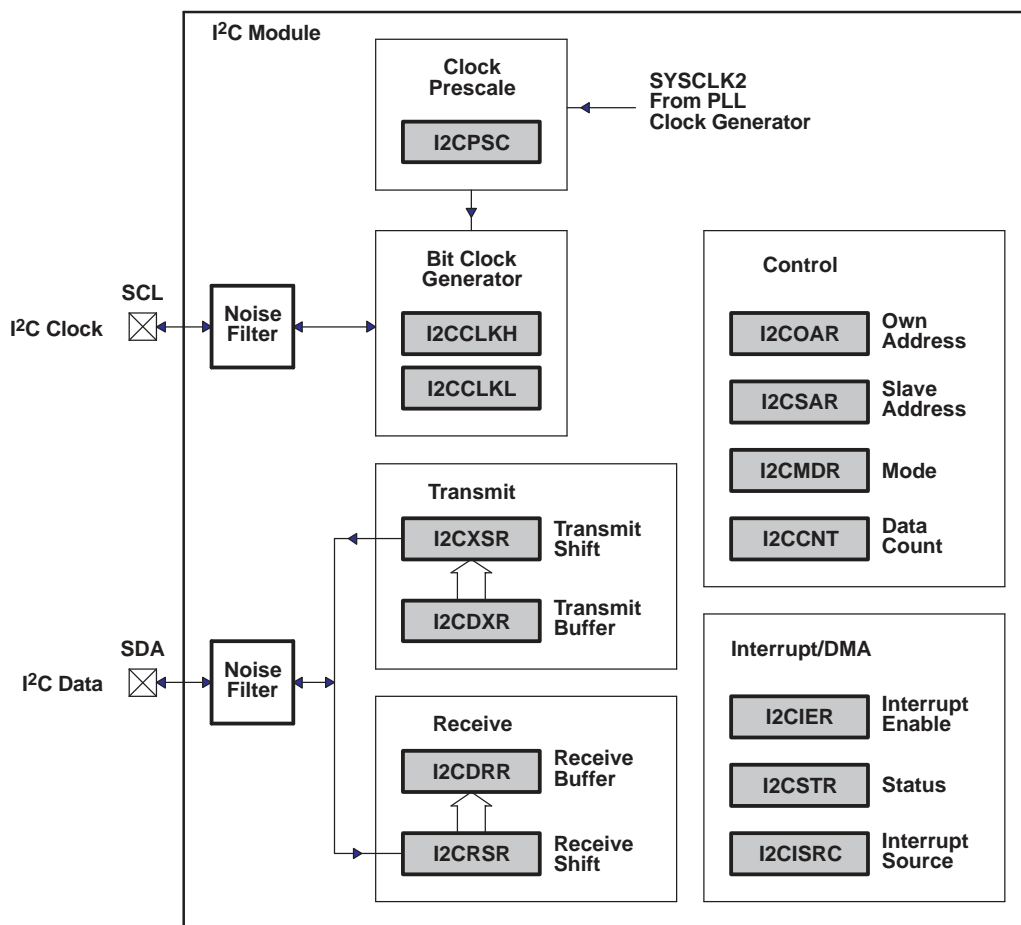 I²C Module
Clock
Prescale
I2CPSC
SYSCLK2
From PLL
Clock Generator
Bit Clock
Generator
I2CCLKH
I2CCLKL
SCL
I²C Clock
Noise
Filter
Control
I2COAR
Own
Address
I2CSAR
Slave
Address
I2CMDR
Mode
I2CCNT
Data
Count
Transmit
I2CXSR
Transmit
Shift
I2CDXR
Transmit
Buffer
SDA
I²C Data
Noise
Filter
Receive
I2CDRR
Receive
Buffer
I2CRSR
Receive
Shift
Interrupt/DMA
I2CIER
Interrupt
Enable
I2CSTR
Status
I2CISRC
Interrupt
Source